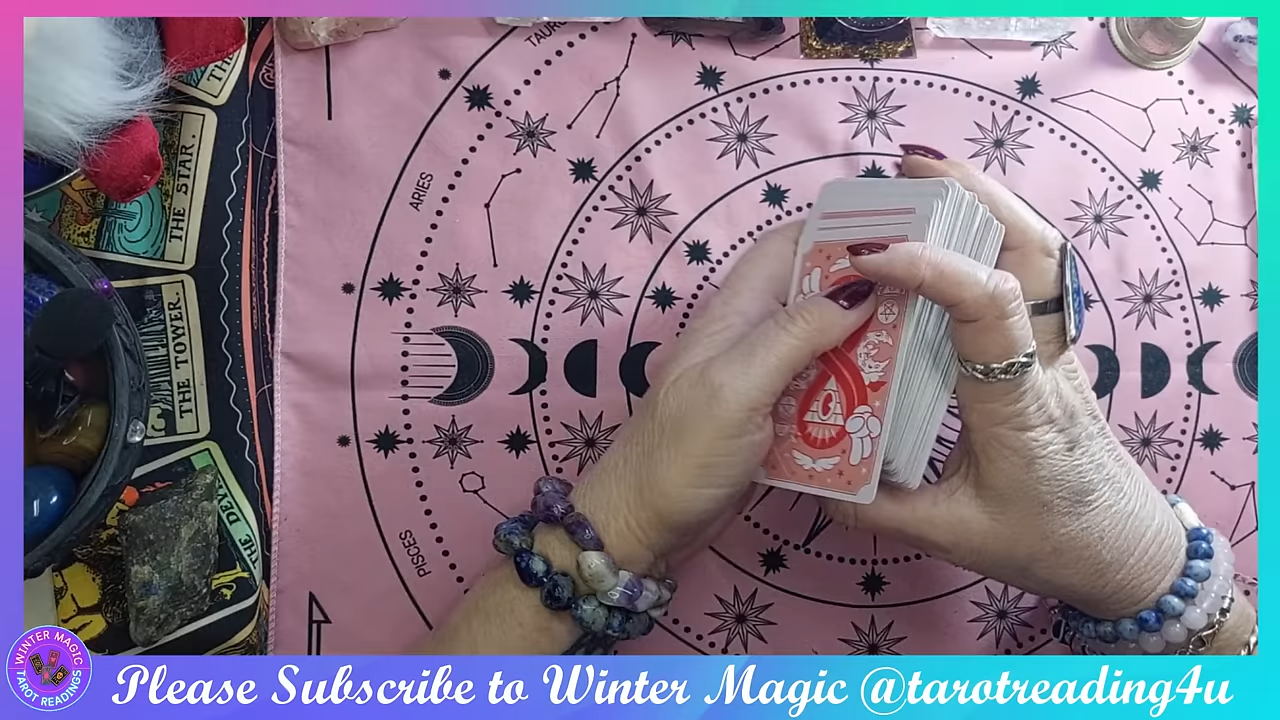 TAURUS
TH
THE STAR.
ARIES
THE TOWER.
THE DEV
PISCES
WINTER MAGIC
TAROT READINGS
Please Subscribe to Winter Magic @tarotreading4u